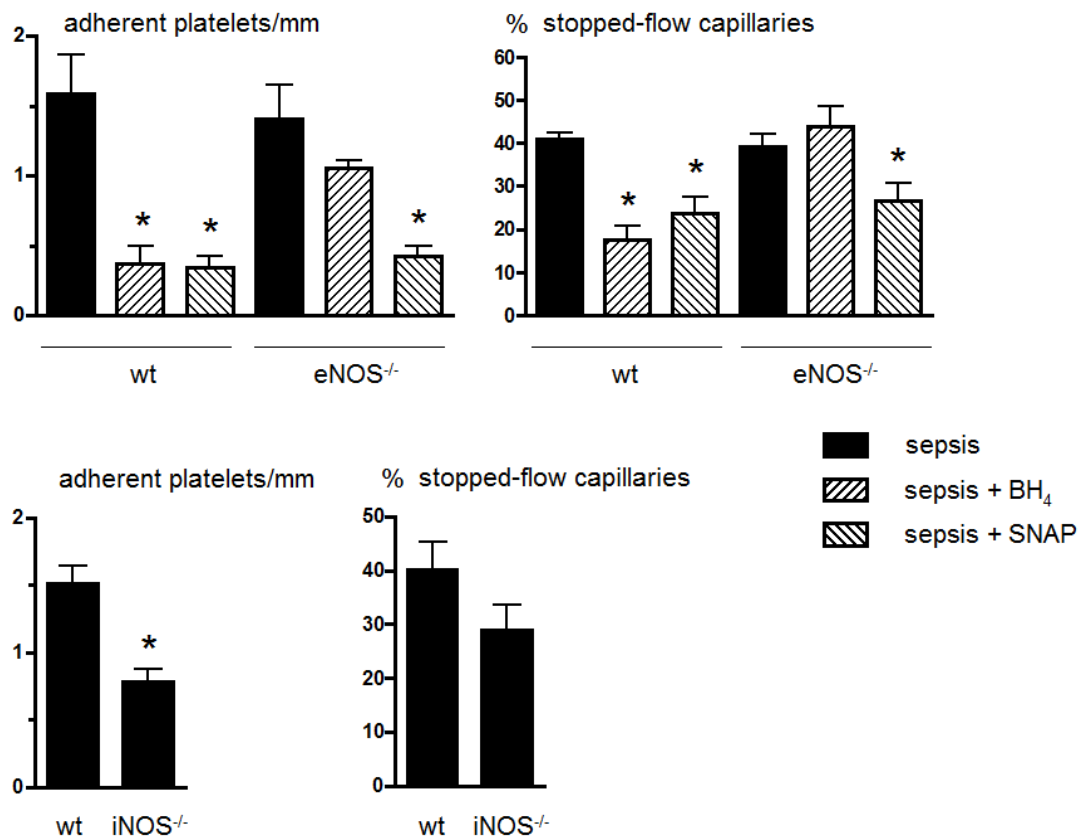 adherent platelets/mm
2
1
0
* * *
wt eNOS-/-
% stopped-flow capillaries
60
50
40
30
20
10
0
* * *
wt eNOS-/-
sepsis
sepsis + BH4
sepsis + SNAP
adherent platelets/mm
2
1
0
*
wt iNOS-/-
% stopped-flow capillaries
50
40
30
20
10
0
wt iNOS-/-